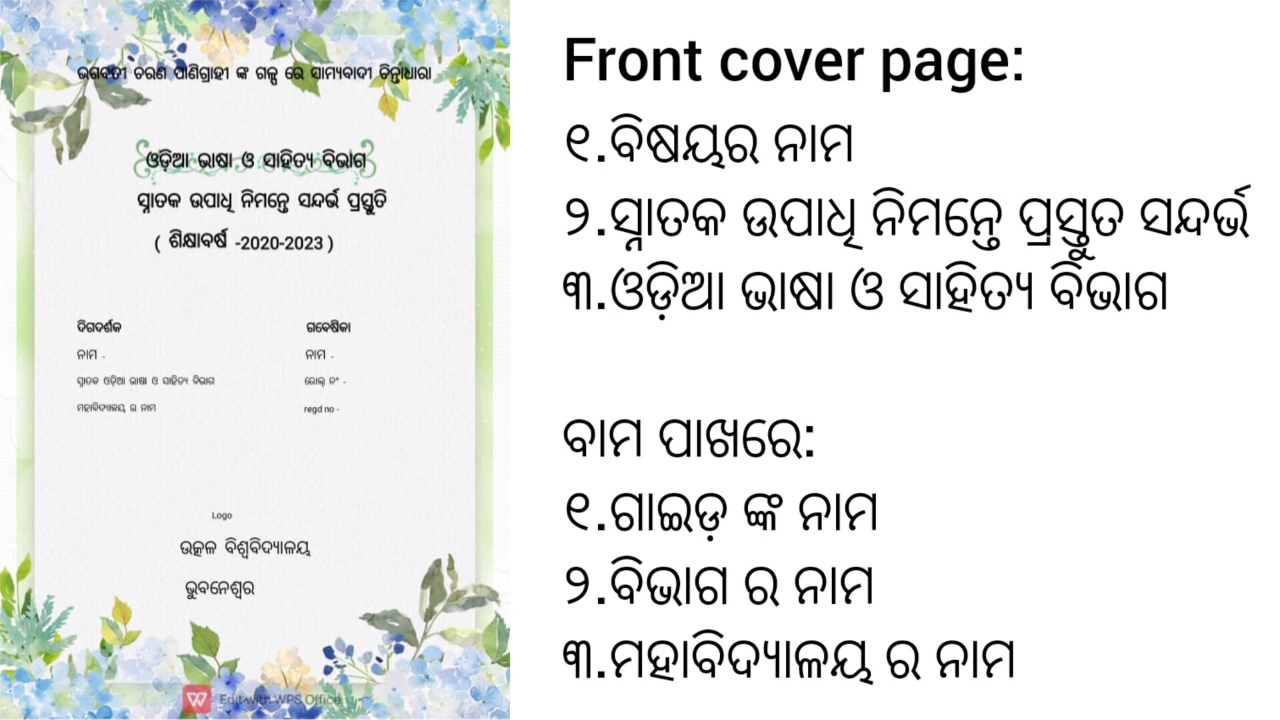 ଭଗବତୀ ଚରଣ ପାଣିଗ୍ରାହୀ ଙ୍କ ଗଳ୍ପ ରେ ସାମ୍ୟବାଦୀ ଚିନ୍ତାଧାରା
ଓଡ଼ିଆ ଭାଷା ଓ ସାହିତ୍ୟ ବିଭାଗ
ସ୍ନାତକ ଉପାଧି ନିମନ୍ତେ ସନ୍ଦର୍ଭ ପ୍ରସ୍ତୁତି
( ଶିକ୍ଷାବର୍ଷ -2020-2023 )
ଦିଗଦର୍ଶକ ଗବେଷିକା
ନାମ - ନାମ -
ସ୍ନାତକ ଓଡ଼ିଆ ଭାଷା ଓ ସାହିତ୍ୟ ବିଭାଗ ରୋଲ୍ ନଂ -
ମହାବିଦ୍ୟାଳୟ ର ନାମ regd no -
Logo
ଉତ୍କଳ ବିଶ୍ୱବିଦ୍ୟାଳୟ
ଭୁବନେଶ୍ୱର
Edit with WPS Office
Front cover page:
୧.ବିଷୟର ନାମ
୨.ସ୍ନାତକ ଉପାଧି ନିମନ୍ତେ ପ୍ରସ୍ତୁତ ସନ୍ଦର୍ଭ
୩.ଓଡ଼ିଆ ଭାଷା ଓ ସାହିତ୍ୟ ବିଭାଗ
ବାମ ପାଖରେ:
୧.ଗାଇଡ଼ ଙ୍କ ନାମ
୨.ବିଭାଗ ର ନାମ
୩.ମହାବିଦ୍ୟାଳୟ ର ନାମ